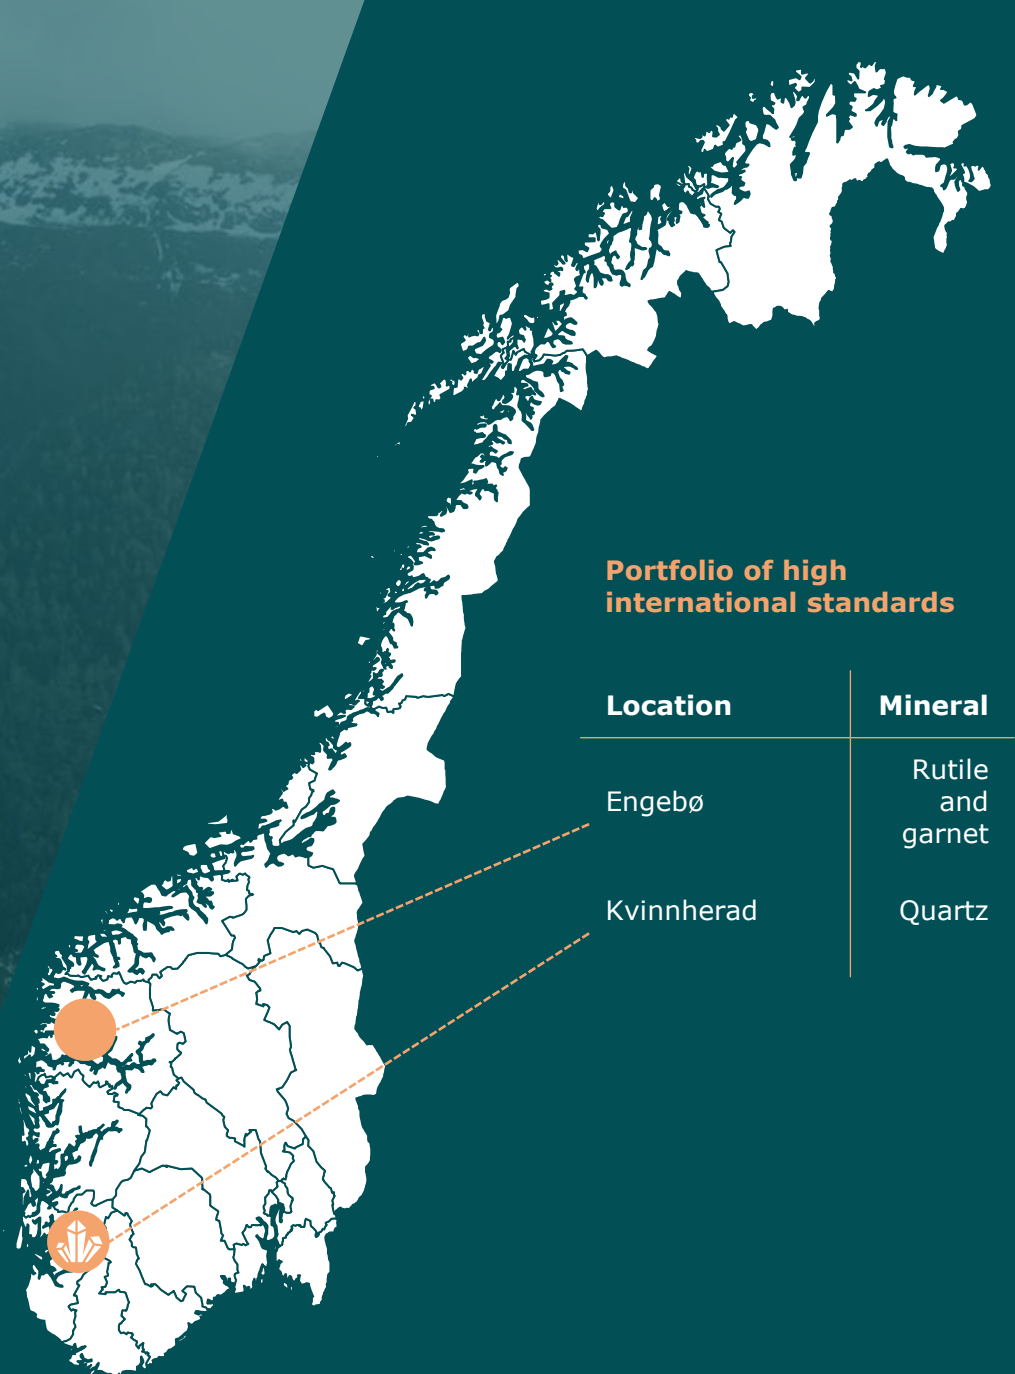 Portfolio of high
international standards
Location Mineral
Engebø Rutile
and
garnet
Kvinnherad Quartz